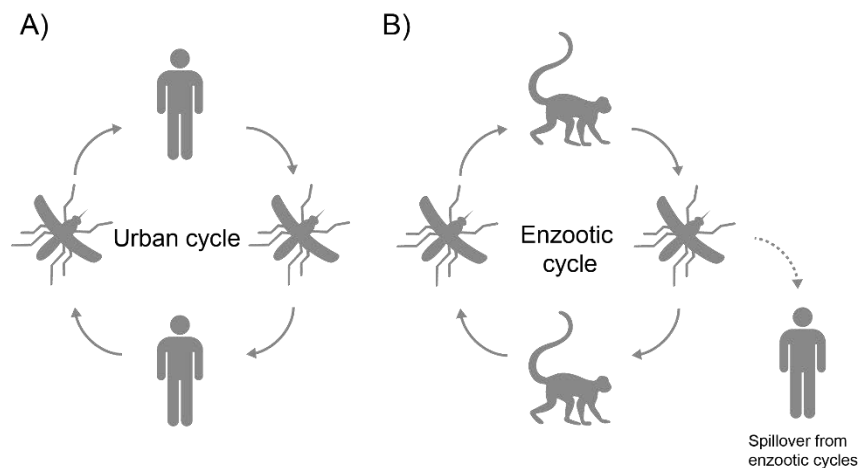 A)
B)
Urban cycle
Enzootic
cycle
Spillover from
enzootic cycles